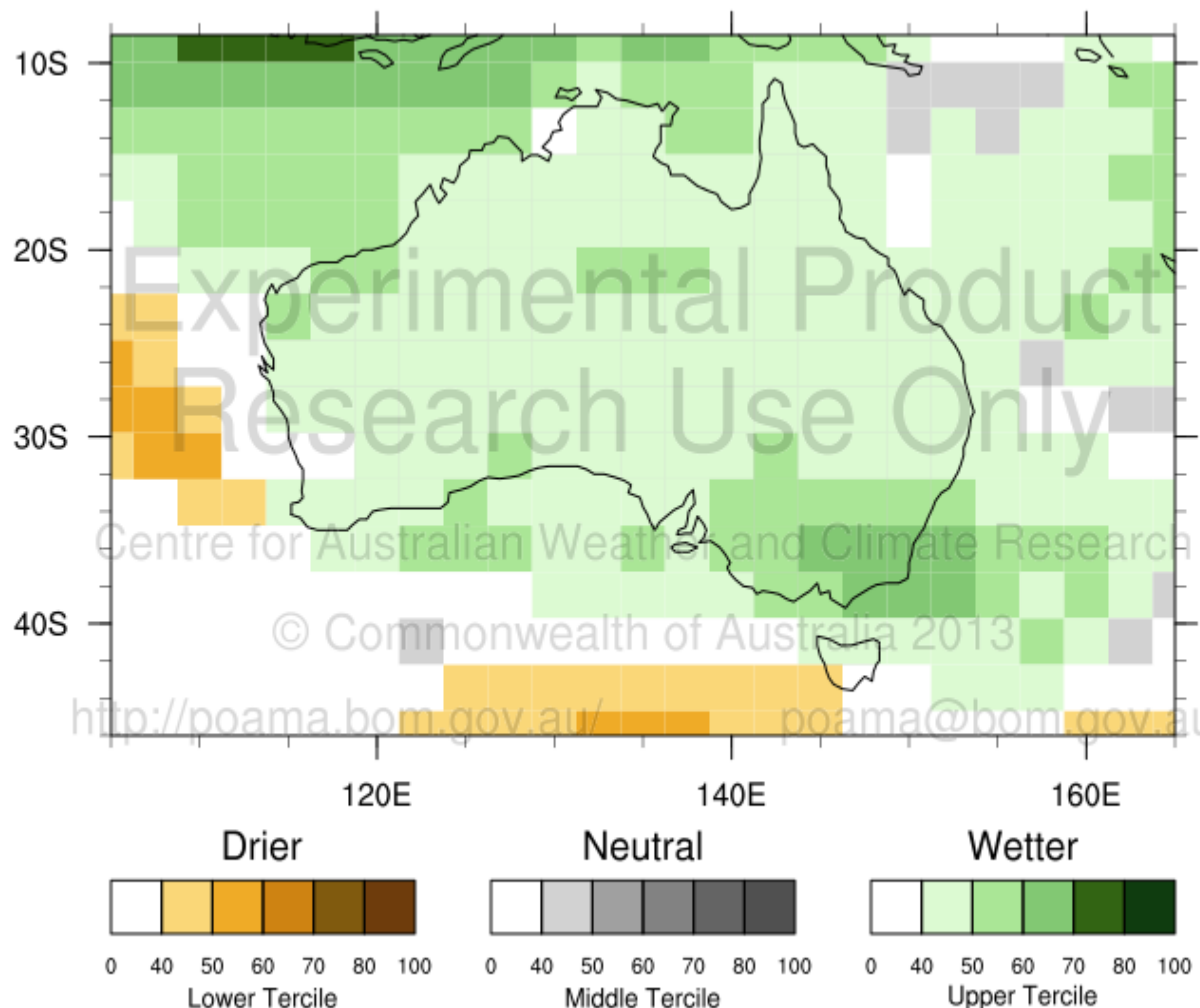 10S
20S
Experimental Product
Research Use Only
30S
Centre for Australian Weather and Climate Research
40S
© Commonwealth of Australia 2013
http://poama.bom.gov.au/ poama@bom.gov.au
120E 140E 160E
Drier Neutral Wetter
0 40 50 60 70 80 100 0 40 50 60 70 80 100 0 40 50 60 70 80 100
Lower Tercile Middle Tercile Upper Tercile